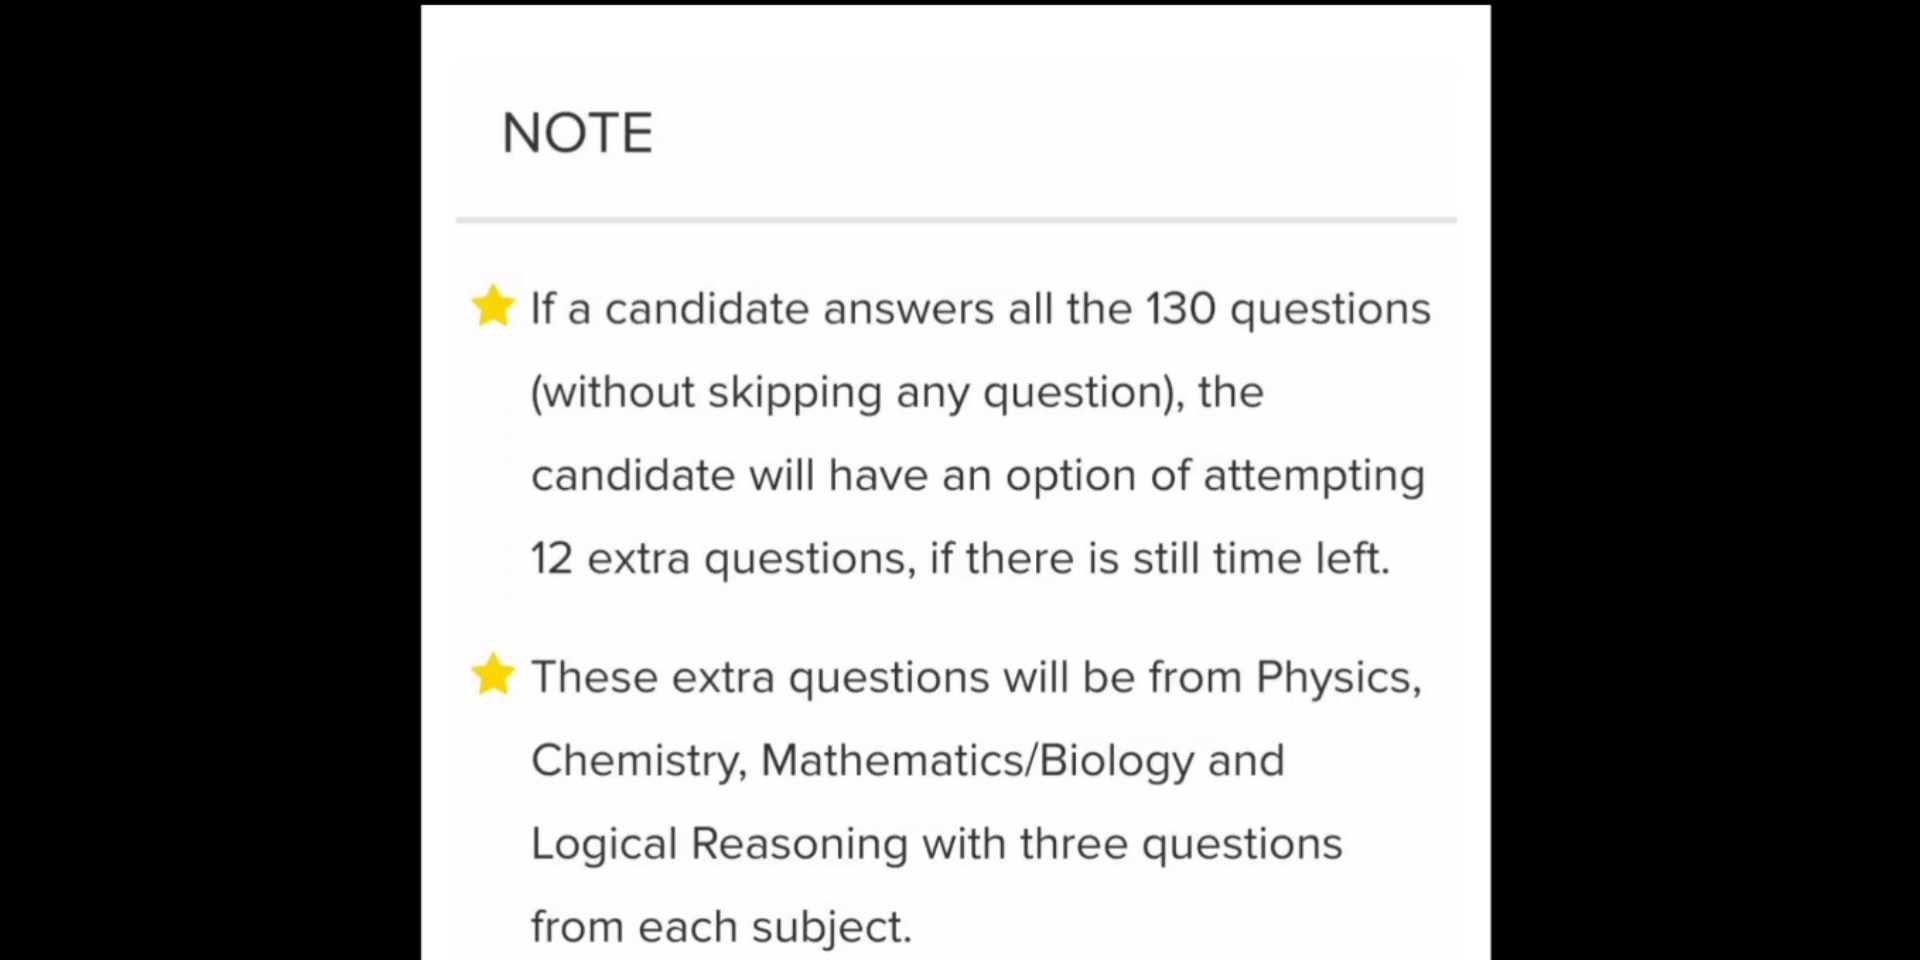 NOTE
If a candidate answers all the 130 questions
(without skipping any question), the
candidate will have an option of attempting
12 extra questions, if there is still time left.
These extra questions will be from Physics,
Chemistry, Mathematics/Biology and
Logical Reasoning with three questions
from each subject.